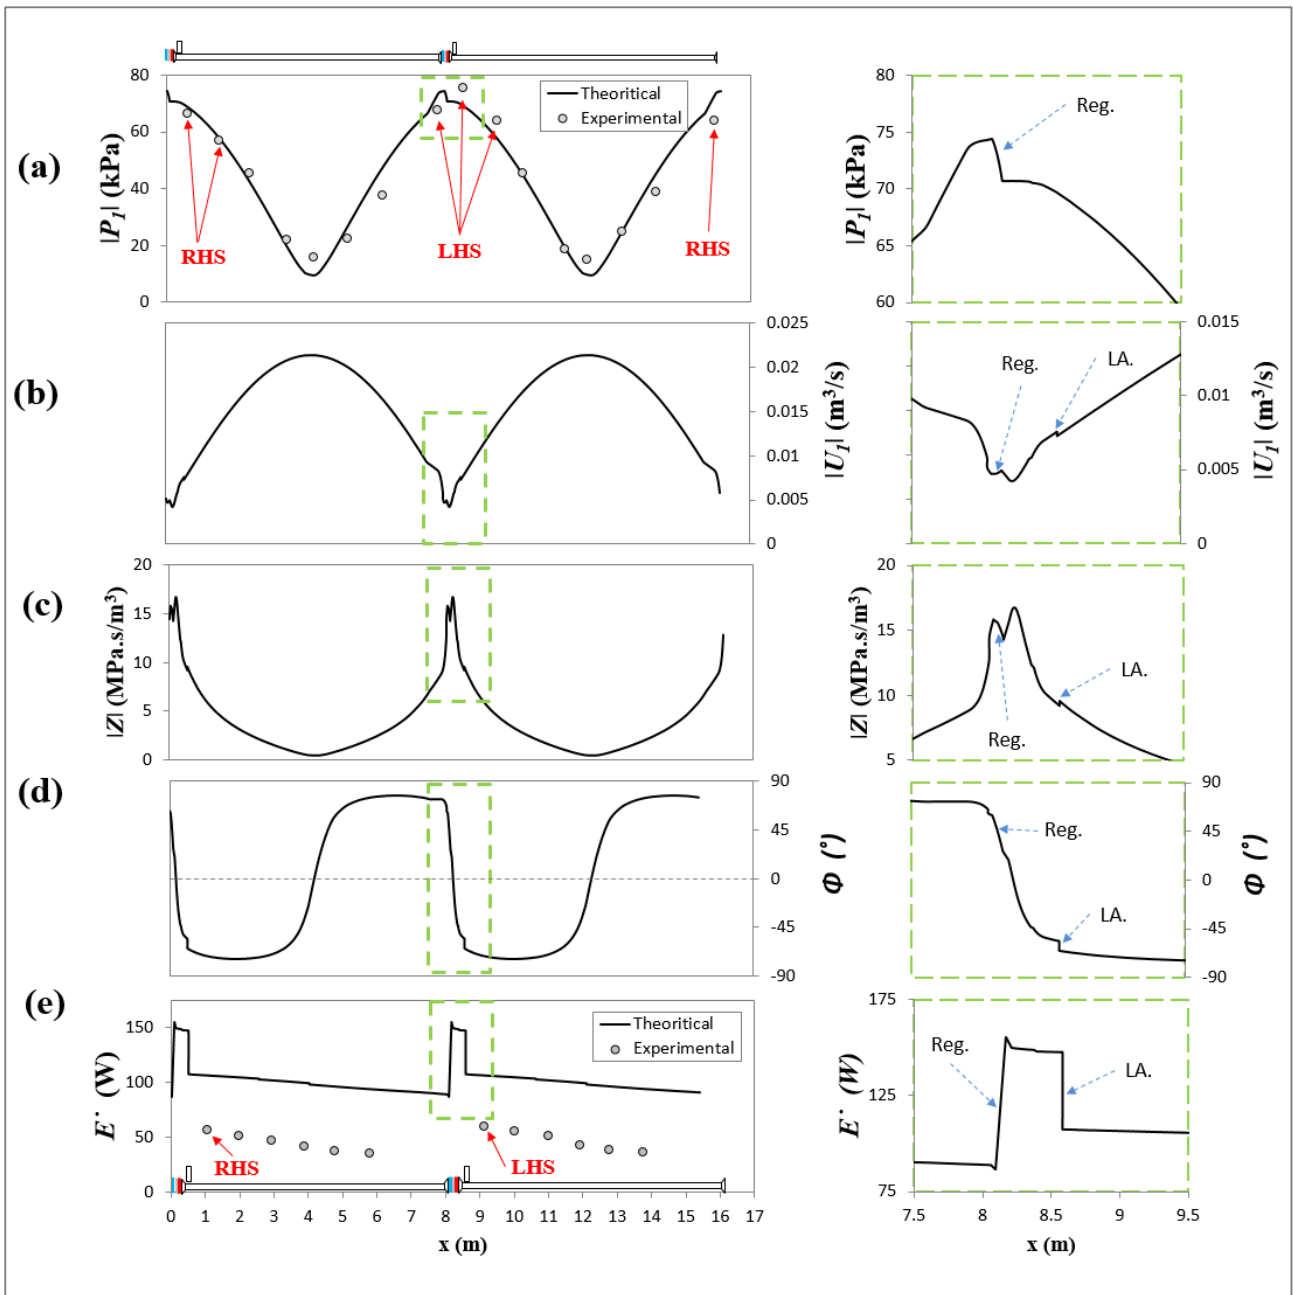 (a)
|P₁| (kPa)
80
60
40
20
0
Theoritical
Experimental
RHS
LHS
RHS
|P₁| (kPa)
80
75
70
65
60
Reg.
(b)
0.025
0.02
0.015
0.01
0.005
0
|U₁| (m³/s)
Reg.
LA.
0.015
0.01
0.005
0
|U₁| (m³/s)
(c)
|Z| (MPa.s/m³)
20
15
10
5
0
|Z| (MPa.s/m³)
20
15
10
5
Reg.
LA.
(d)
90
45
0
-45
-90
Φ (°)
Reg.
LA.
90
45
0
-45
-90
Φ (°)
(e)
E˙ (W)
150
100
50
0
Theoritical
Experimental
RHS
LHS
0 1 2 3 4 5 6 7 8 9 10 11 12 13 14 15 16 17
x (m)
E˙ (W)
175
125
75
Reg.
LA.
7.5 8 8.5 9 9.5
x (m)